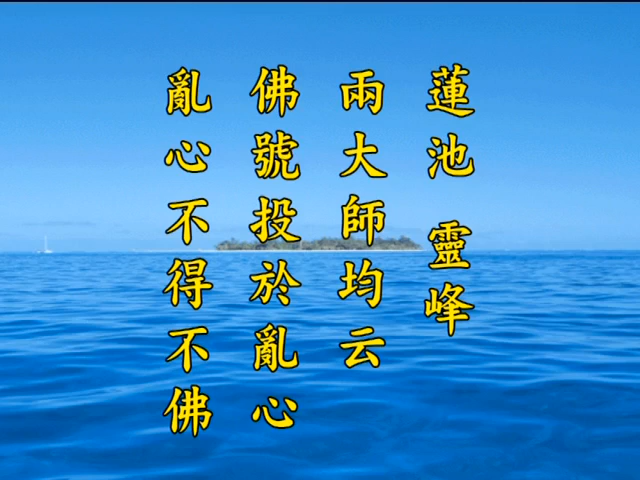 蓮池 靈峰
兩大師均云
佛號投於亂心
亂心不得不佛